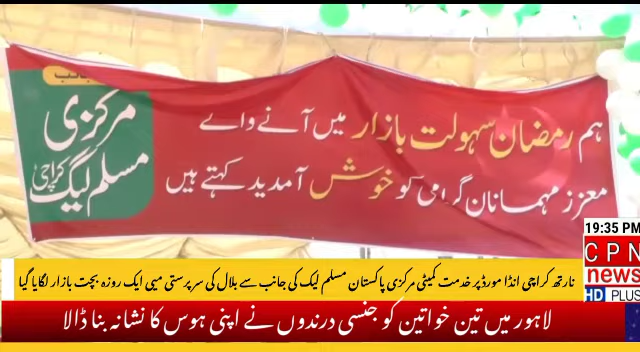 جانب
مرکزی
مسلم لیگ
کراچی
ہم رمضان سہولت بازار میں آنے والے
معزز مہمانان گرامی کو خوش آمدید کہتے ہیں
19:35 PM
CPN
news
HD PLUS
نارتھ کراچی انڈا موڑ پر خدمت کمیٹی مرکزی پاکستان مسلم لیگ کی جانب سے بلال کی سرپرستی میں ایک روزہ بچت بازار لگایا گیا
لاہور میں تین خواتین کو جنسی درندوں نے اپنی ہوس کا نشانہ بنا ڈالا